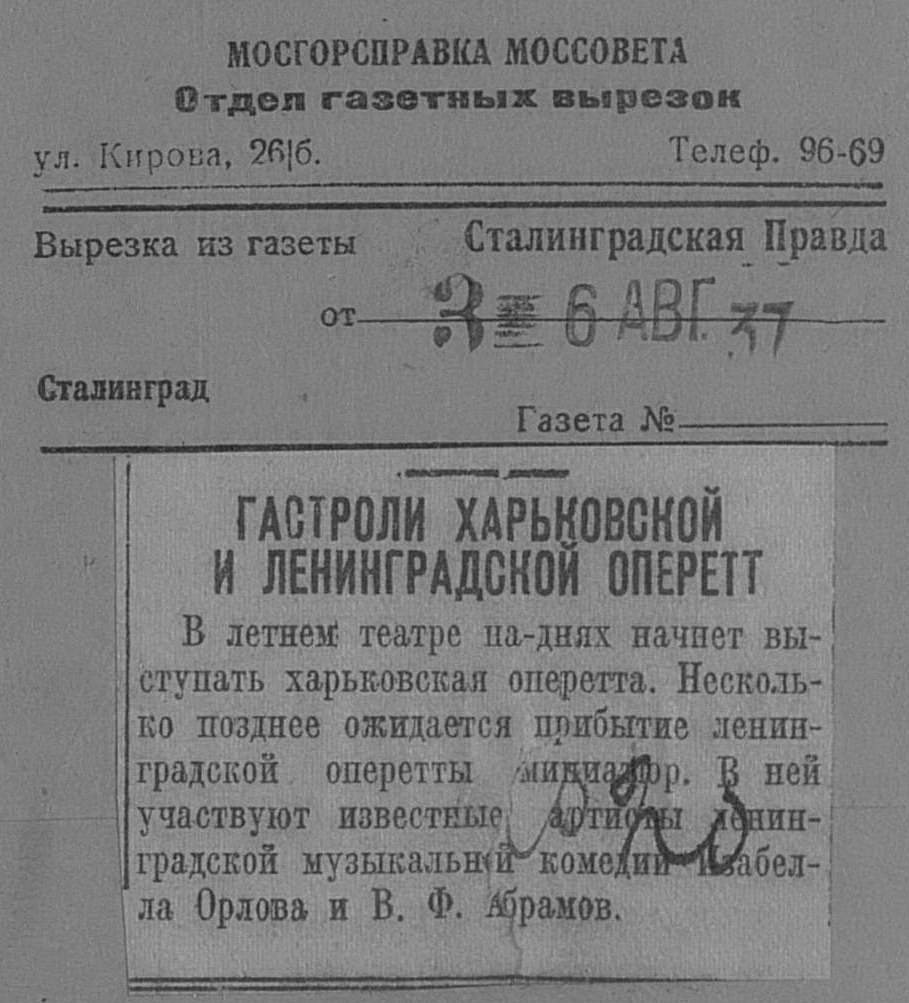 МОСГОРСПРАВКА МОССОВЕТА
Отдел газетных вырезок
ул. Кирова, 26|б. Телеф. 96-69
Вырезка из газеты Сталинградская Правда
от 6 АВГ. 37
Сталинград
Газета №
ГАСТРОЛИ ХАРЬКОВСКОЙ
И ЛЕНИНГРАДСКОЙ ОПЕРЕТТ
В летнем театре на-днях начнет вы-
ступать харьковская оперетта. Несколь-
ко позднее ожидается прибытие ленин-
градской оперетты миниатюр. В ней
участвуют известные артисты ленин-
градской музыкальной комедии Изабел-
ла Орлова и В. Ф. Абрамов.